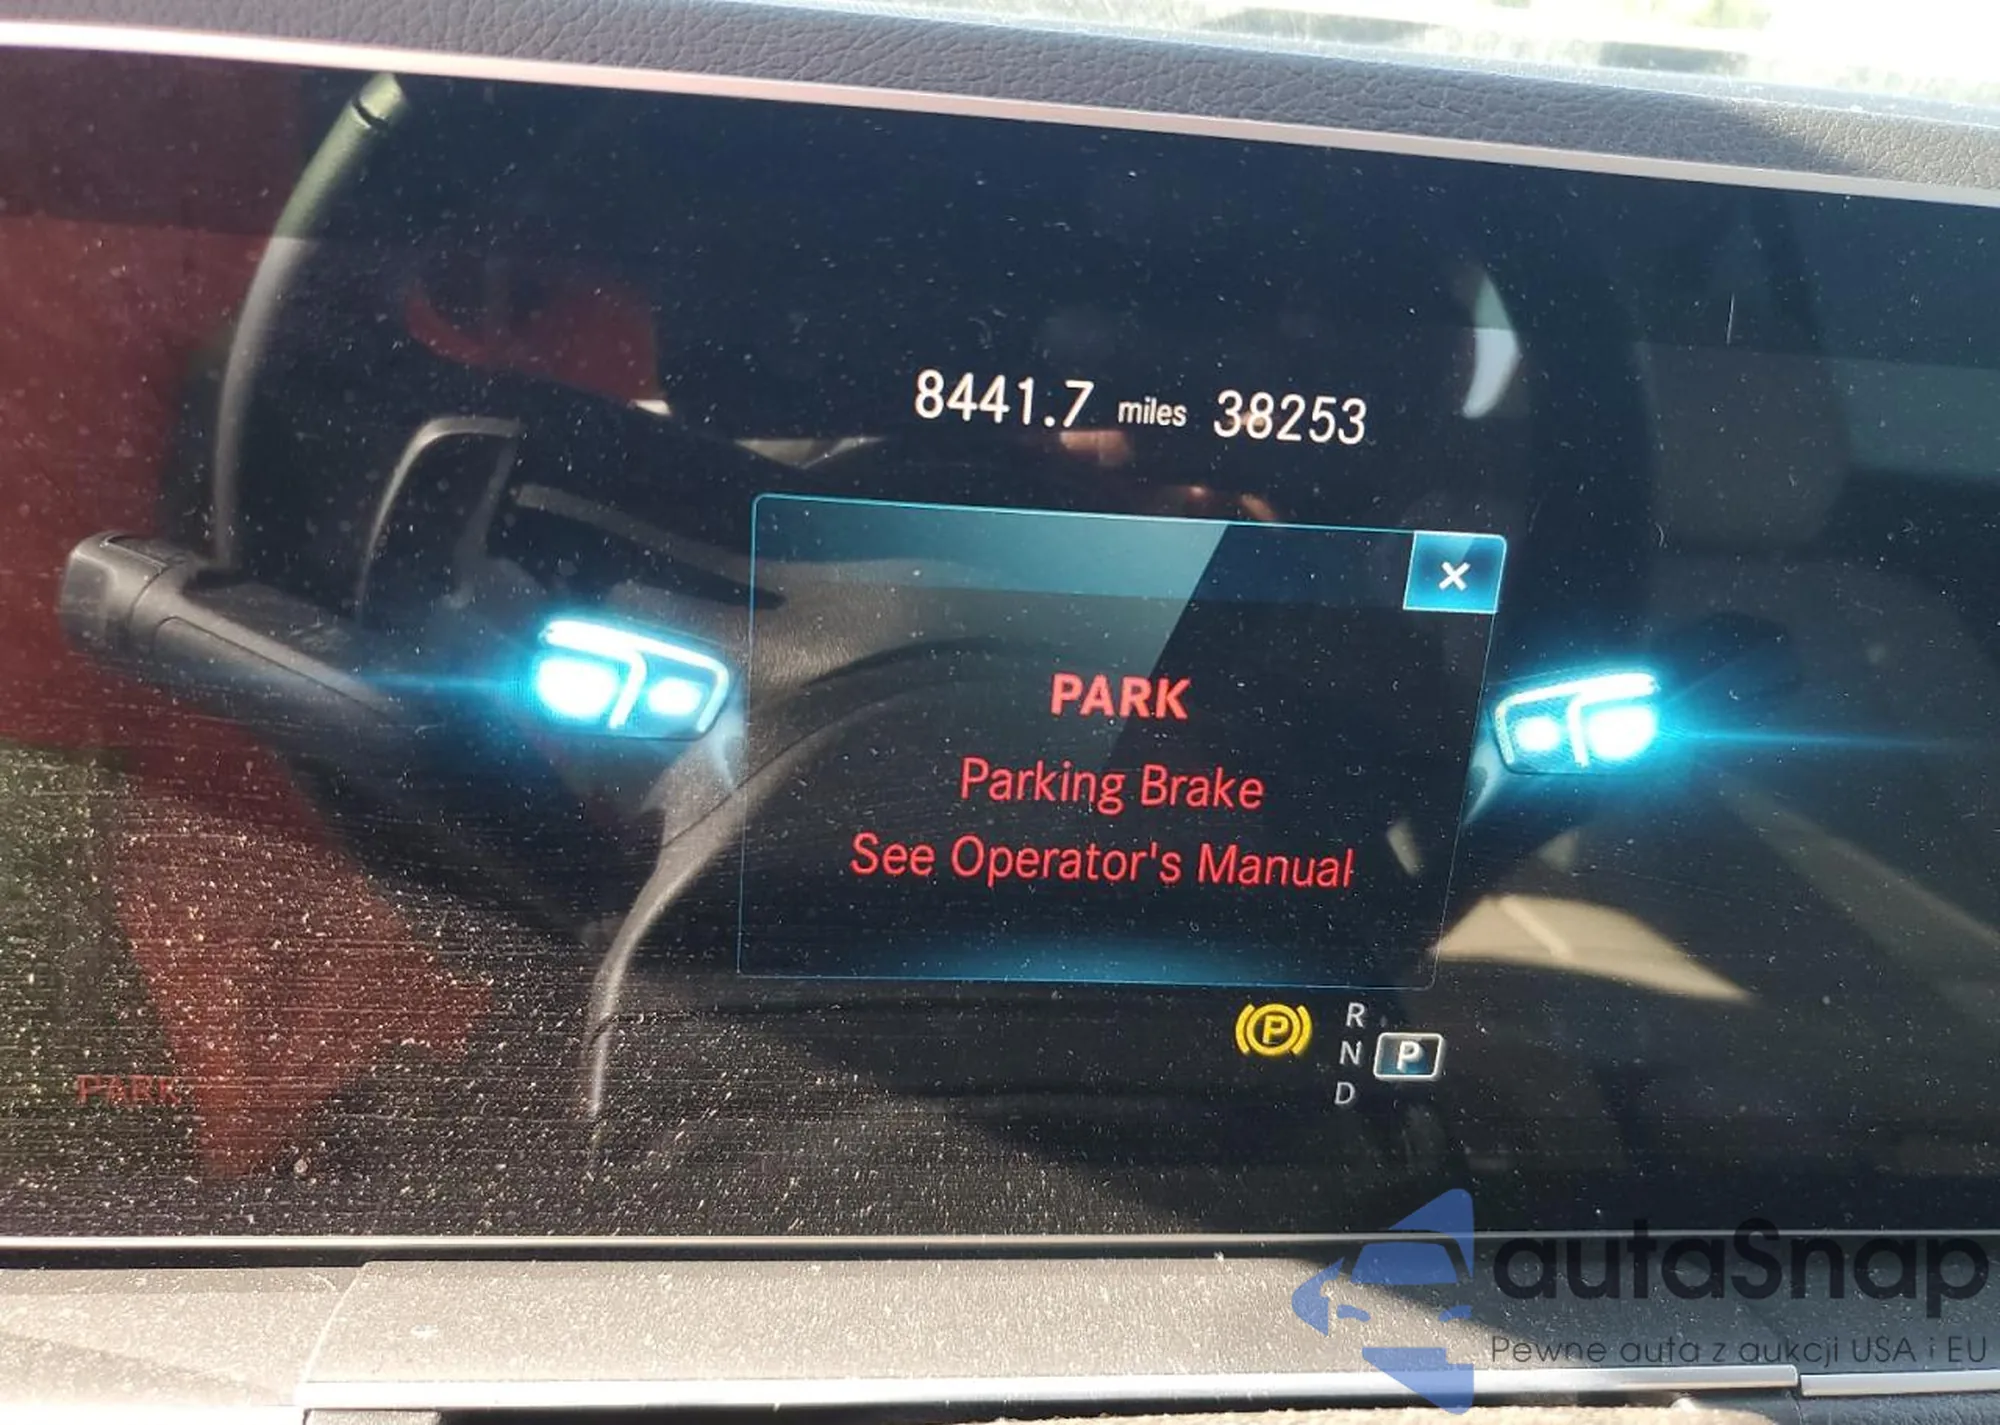 8441.7 miles 38253
×
PARK
Parking Brake
See Operator's Manual
P
R
N P
D
PARK
autaSnap
Pewne auta z aukcji USA i EU